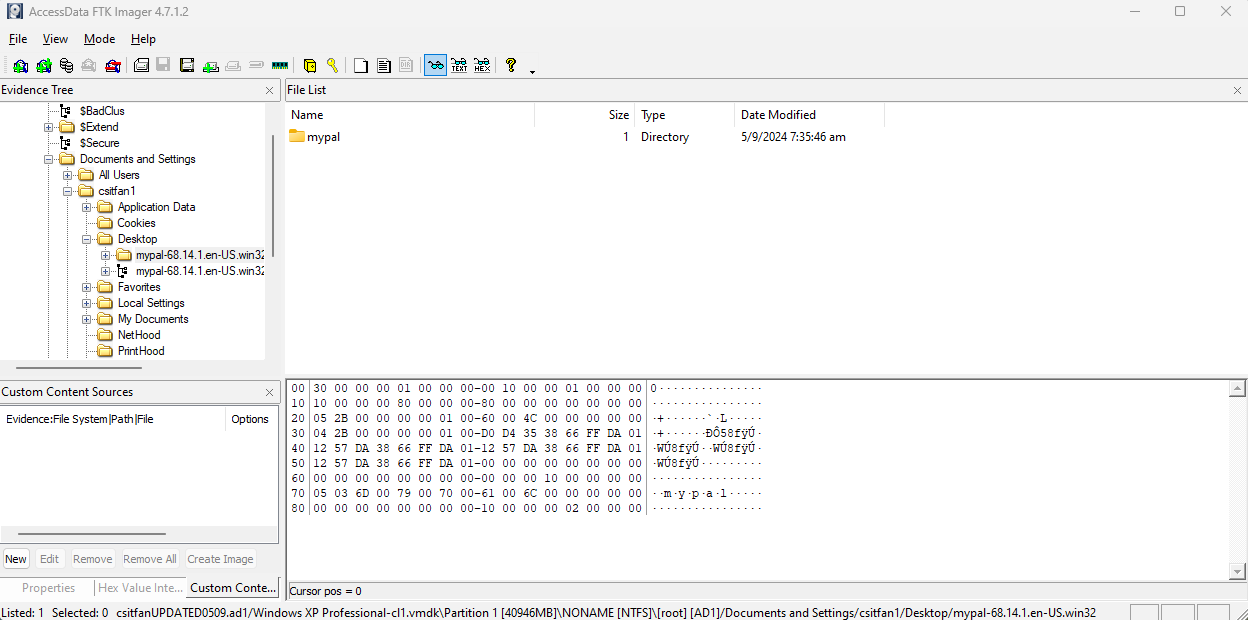 AccessData FTK Imager 4.7.1.2
File View Mode Help
Evidence Tree
$BadClus
$Extend
$Secure
Documents and Settings
All Users
csitfan1
Application Data
Cookies
Desktop
mypal-68.14.1.en-US.win32
mypal-68.14.1.en-US.win32
Favorites
Local Settings
My Documents
NetHood
PrintHood
File List
Name Size Type Date Modified
mypal 1 Directory 5/9/2024 7:35:46 am
Custom Content Sources
Evidence:File System|Path|File Options
New Edit Remove Remove All Create Image
Properties Hex Value Inte... Custom Conte...
00 30 00 00 00 01 00 00 00-00 10 00 00 01 00 00 00 0···············
10 10 00 00 00 80 00 00 00-80 00 00 00 00 00 00 00 ················
20 05 2B 00 00 00 00 01 00-60 00 4C 00 00 00 00 00 ·+······`·L·····
30 04 2B 00 00 00 00 01 00-D0 D4 35 38 66 FF DA 01 ·+······ÐÔ58fÿÚ·
40 12 57 DA 38 66 FF DA 01-12 57 DA 38 66 FF DA 01 ·WÚ8fÿÚ··WÚ8fÿÚ·
50 12 57 DA 38 66 FF DA 01-00 00 00 00 00 00 00 00 ·WÚ8fÿÚ·········
60 00 00 00 00 00 00 00 00-00 00 00 10 00 00 00 00 ················
70 05 03 6D 00 79 00 70 00-61 00 6C 00 00 00 00 00 ··m·y·p·a·l·····
80 00 00 00 00 00 00 00 00-10 00 00 00 02 00 00 00 ················
Cursor pos = 0
Listed: 1 Selected: 0 csitfanUPDATED0509.ad1/Windows XP Professional-cl1.vmdk\Partition 1 [40946MB]\NONAME [NTFS]\[root] [AD1]/Documents and Settings/csitfan1/Desktop/mypal-68.14.1.en-US.win32